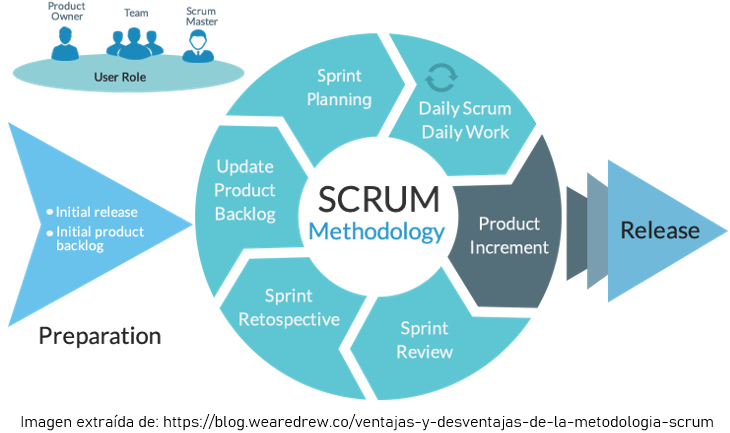 Product
Owner
Team
Scrum
Master
User Role
Sprint
Planning
Daily Scrum
Daily Work
Update
Product
Backlog
• Initial release
• Initial product
backlog
SCRUM
Methodology
Product
Increment
Release
Sprint
Retospective
Sprint
Review
Preparation
Imagen extraída de: https://blog.wearedrew.co/ventajas-y-desventajas-de-la-metodologia-scrum